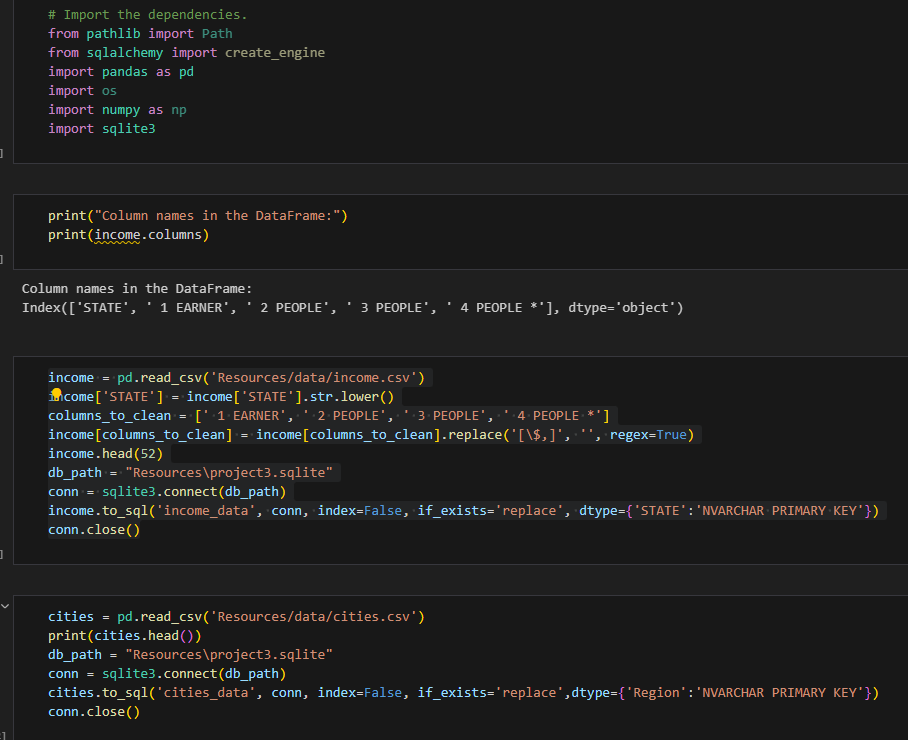 # Import the dependencies.
from pathlib import Path
from sqlalchemy import create_engine
import pandas as pd
import os
import numpy as np
import sqlite3
print("Column names in the DataFrame:")
print(income.columns)
Column names in the DataFrame:
Index(['STATE', ' 1 EARNER', ' 2 PEOPLE', ' 3 PEOPLE', ' 4 PEOPLE *'], dtype='object')
income = pd.read_csv('Resources/data/income.csv')
income['STATE'] = income['STATE'].str.lower()
columns_to_clean = [' 1 EARNER', ' 2 PEOPLE', ' 3 PEOPLE', ' 4 PEOPLE *']
income[columns_to_clean] = income[columns_to_clean].replace('[\$,]', '', regex=True)
income.head(52)
db_path = "Resources\project3.sqlite"
conn = sqlite3.connect(db_path)
income.to_sql('income_data', conn, index=False, if_exists='replace', dtype={'STATE':'NVARCHAR PRIMARY KEY'})
conn.close()
cities = pd.read_csv('Resources/data/cities.csv')
print(cities.head())
db_path = "Resources\project3.sqlite"
conn = sqlite3.connect(db_path)
cities.to_sql('cities_data', conn, index=False, if_exists='replace',dtype={'Region':'NVARCHAR PRIMARY KEY'})
conn.close()